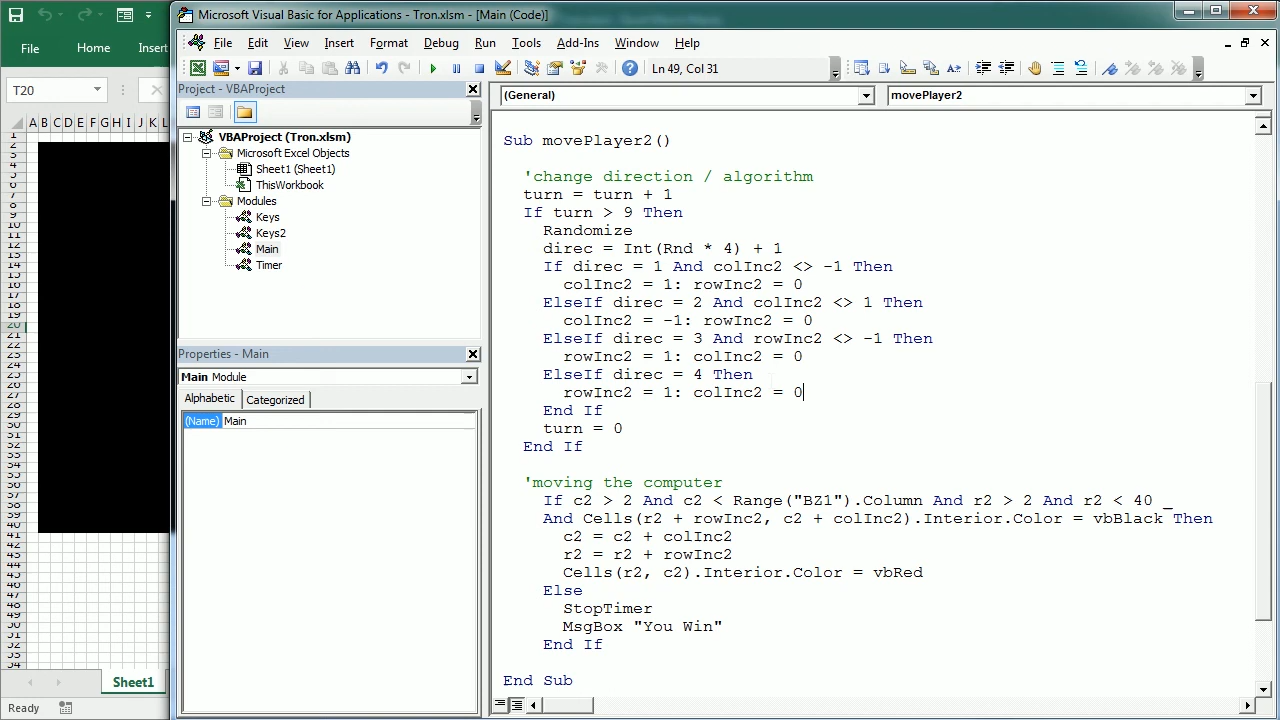 Microsoft Visual Basic for Applications - Tron.xlsm - [Main (Code)]
File Home Insert
File Edit View Insert Format Debug Run Tools Add-Ins Window Help
Ln 49, Col 31
T20
Project - VBAProject
(General) movePlayer2
A B C D E F G H I J K L
VBAProject (Tron.xlsm)
Microsoft Excel Objects
Sheet1 (Sheet1)
ThisWorkbook
Modules
Keys
Keys2
Main
Timer
Properties - Main
Main Module
Alphabetic Categorized
(Name) Main
Sub movePlayer2()
'change direction / algorithm
turn = turn + 1
If turn > 9 Then
Randomize
direc = Int(Rnd * 4) + 1
If direc = 1 And colInc2 <> -1 Then
colInc2 = 1: rowInc2 = 0
ElseIf direc = 2 And colInc2 <> 1 Then
colInc2 = -1: rowInc2 = 0
ElseIf direc = 3 And rowInc2 <> -1 Then
rowInc2 = 1: colInc2 = 0
ElseIf direc = 4 Then
rowInc2 = 1: colInc2 = 0
End If
turn = 0
End If
'moving the computer
If c2 > 2 And c2 < Range("BZ1").Column And r2 > 2 And r2 < 40 _
And Cells(r2 + rowInc2, c2 + colInc2).Interior.Color = vbBlack Then
c2 = c2 + colInc2
r2 = r2 + rowInc2
Cells(r2, c2).Interior.Color = vbRed
Else
StopTimer
MsgBox "You Win"
End If
End Sub
Sheet1
Ready